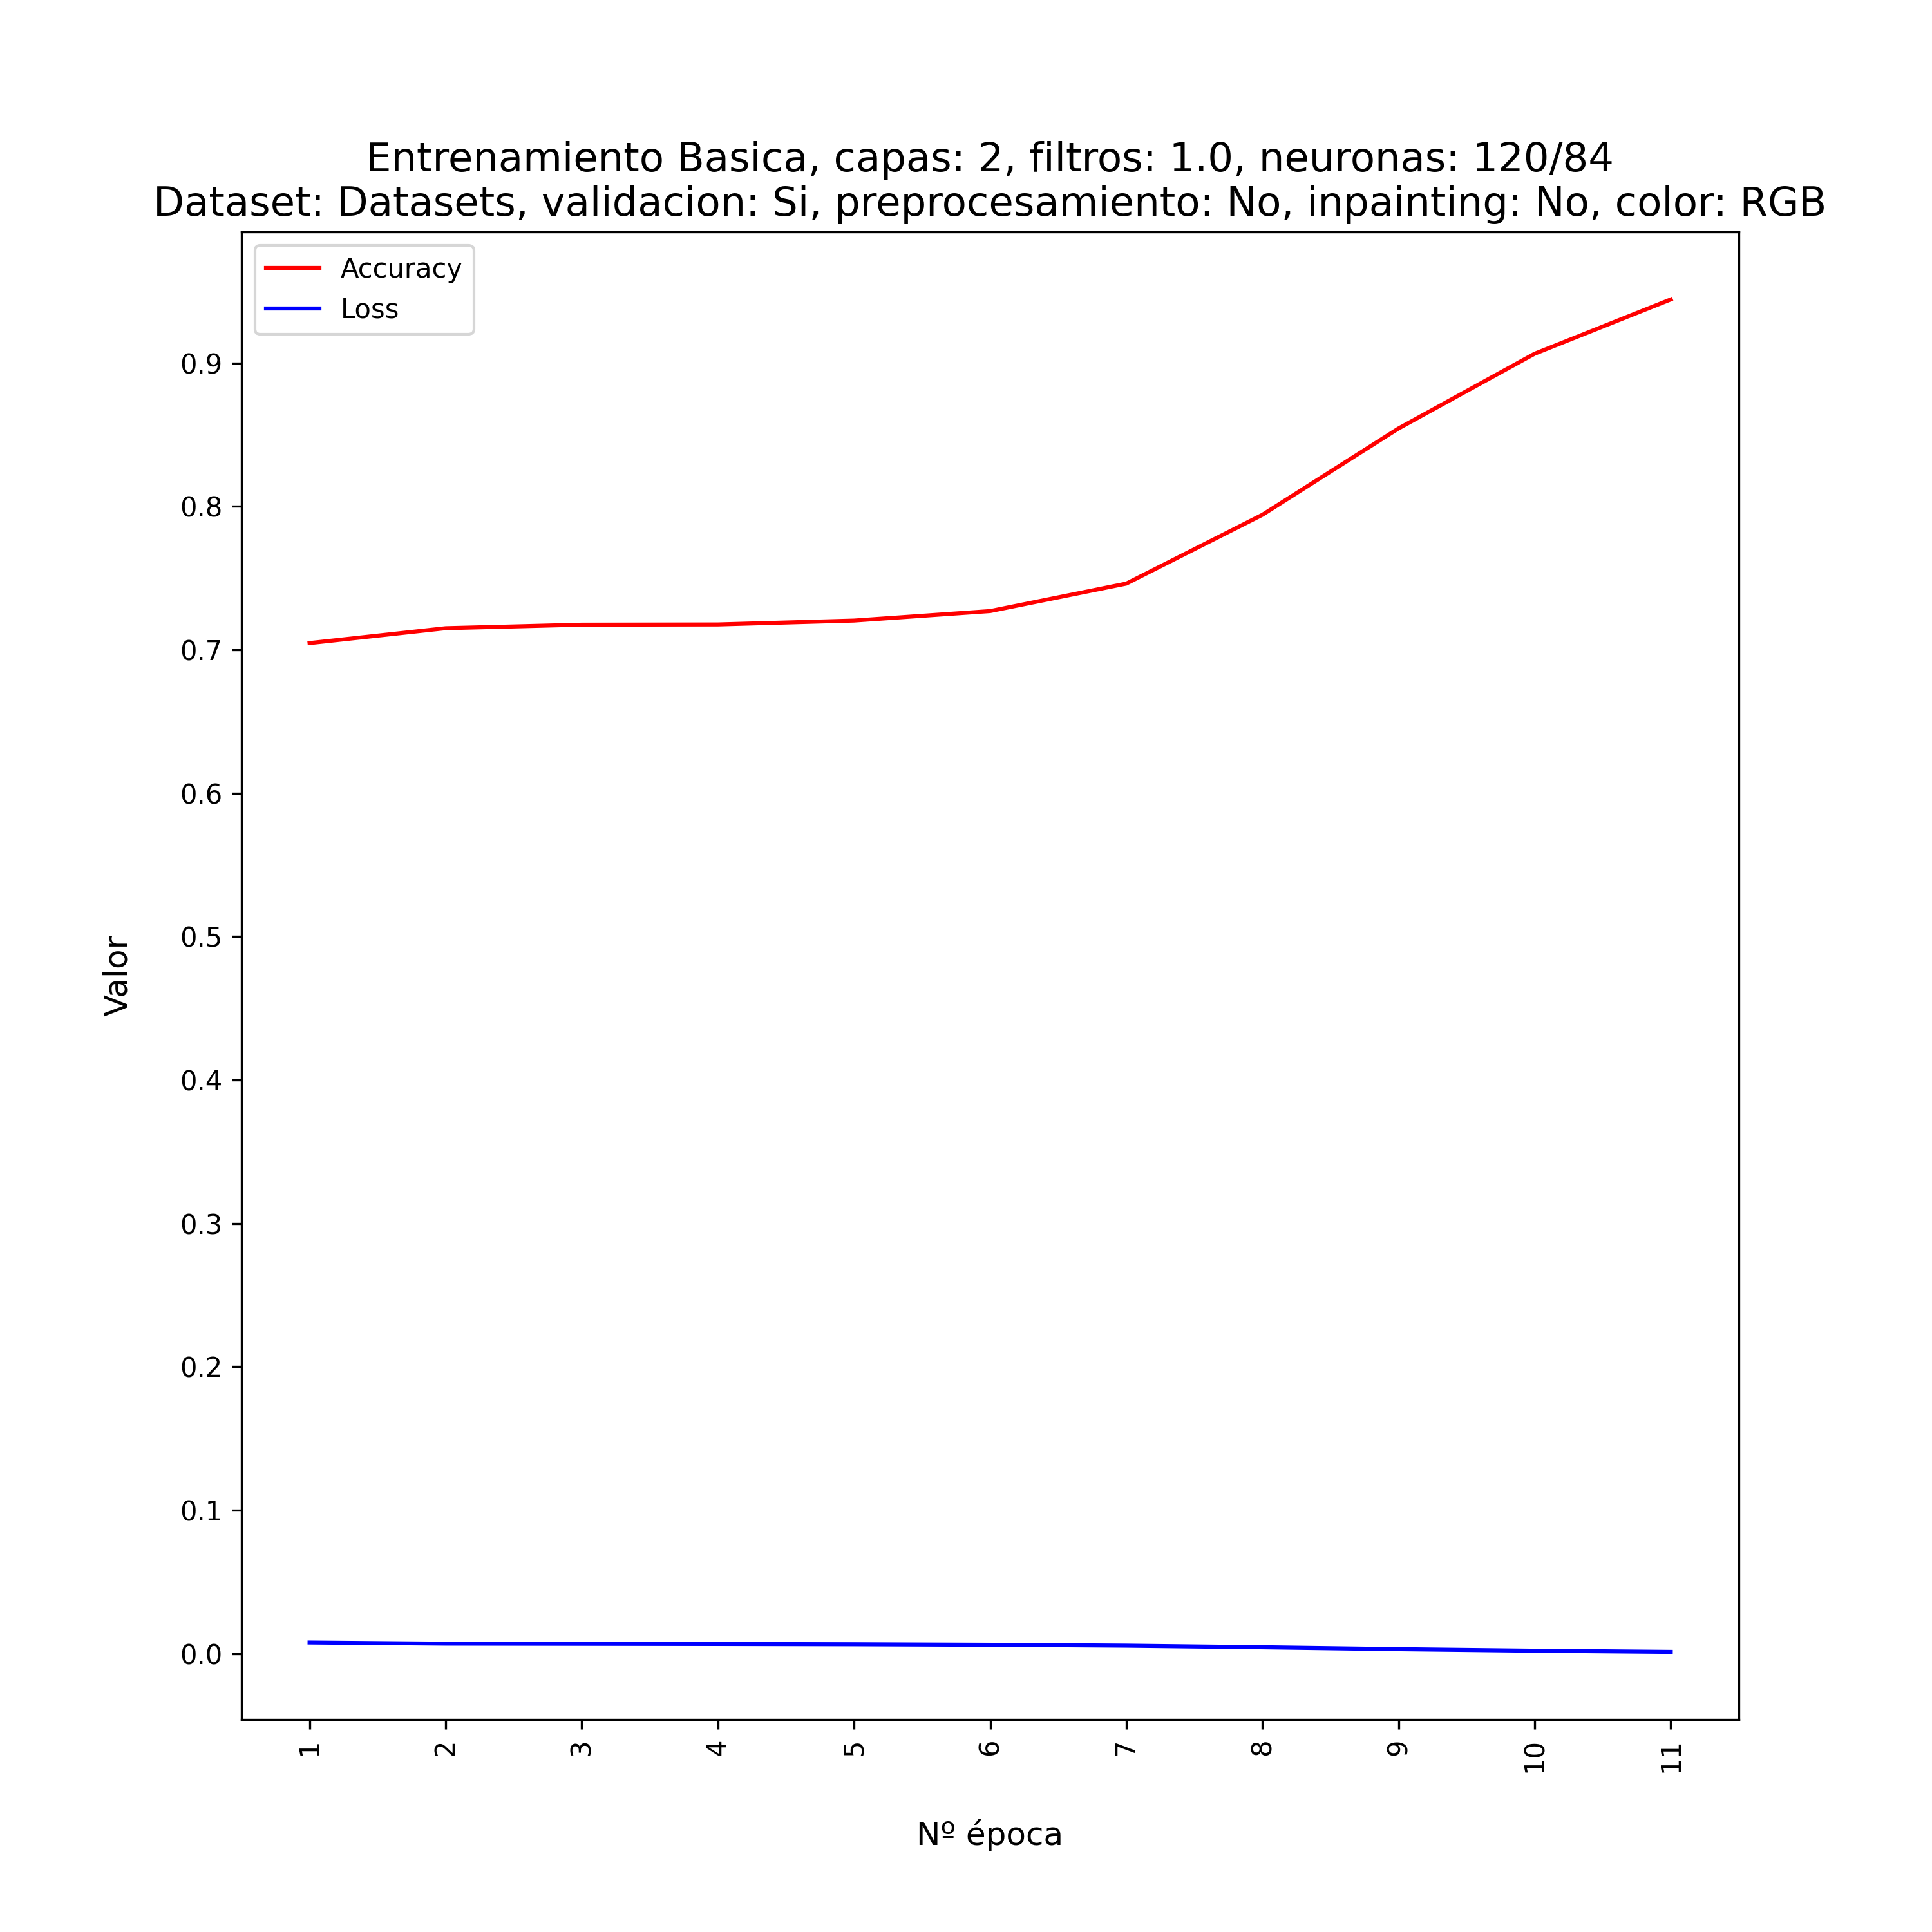 Entrenamiento Basica, capas: 2, filtros: 1.0, neuronas: 120/84
Dataset: Datasets, validacion: Si, preprocesamiento: No, inpainting: No, color: RGB
Accuracy
Loss
0.9
0.8
0.7
0.6
0.5
0.4
0.3
0.2
0.1
0.0
Valor
1 2 3 4 5 6 7 8 9 10 11
Nº época